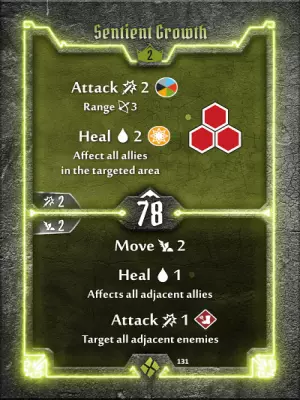 Sentient Growth
2
Attack 2
Range 3
Heal 2
Affect all allies
in the targeted area
2
78
2
Move 2
Heal 1
Affects all adjacent allies
Attack 1
Target all adjacent enemies
131